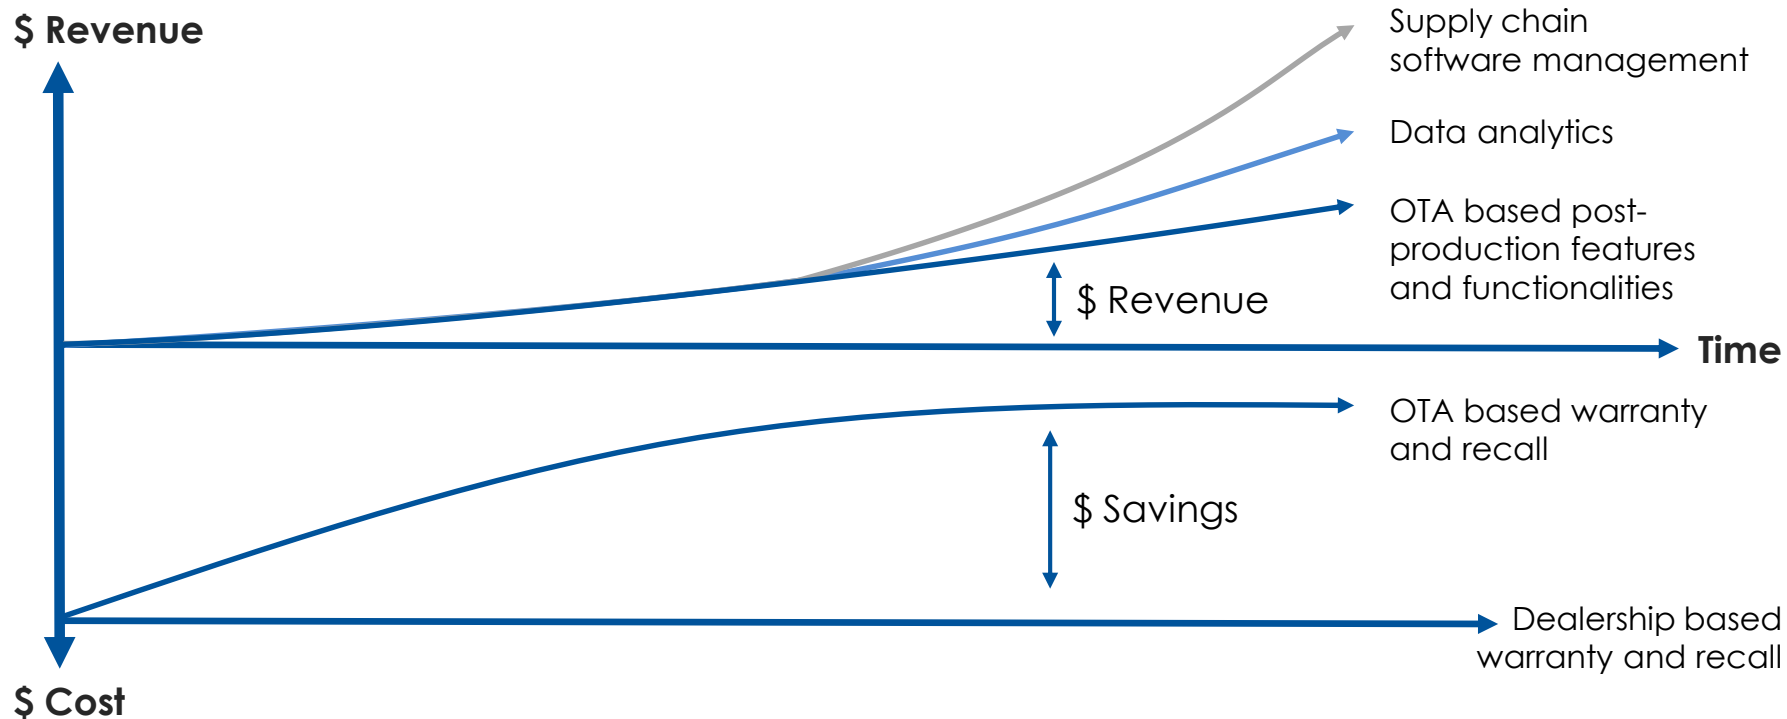 $ Revenue
Supply chain
software management
Data analytics
OTA based post-
production features
and functionalities
$ Revenue
Time
OTA based warranty
and recall
$ Savings
Dealership based
warranty and recall
$ Cost